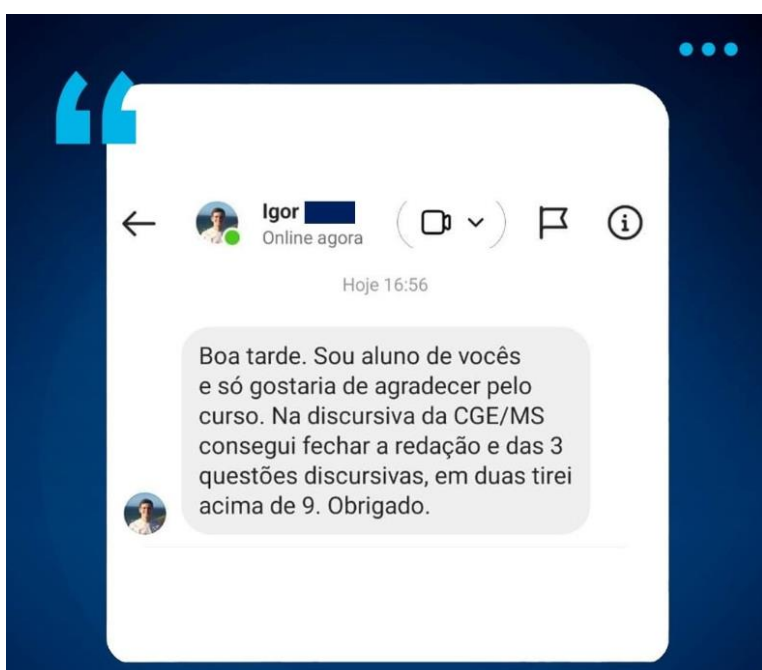 Igor
Online agora
Hoje 16:56
Boa tarde. Sou aluno de vocês
e só gostaria de agradecer pelo
curso. Na discursiva da CGE/MS
consegui fechar a redação e das 3
questões discursivas, em duas tirei
acima de 9. Obrigado.